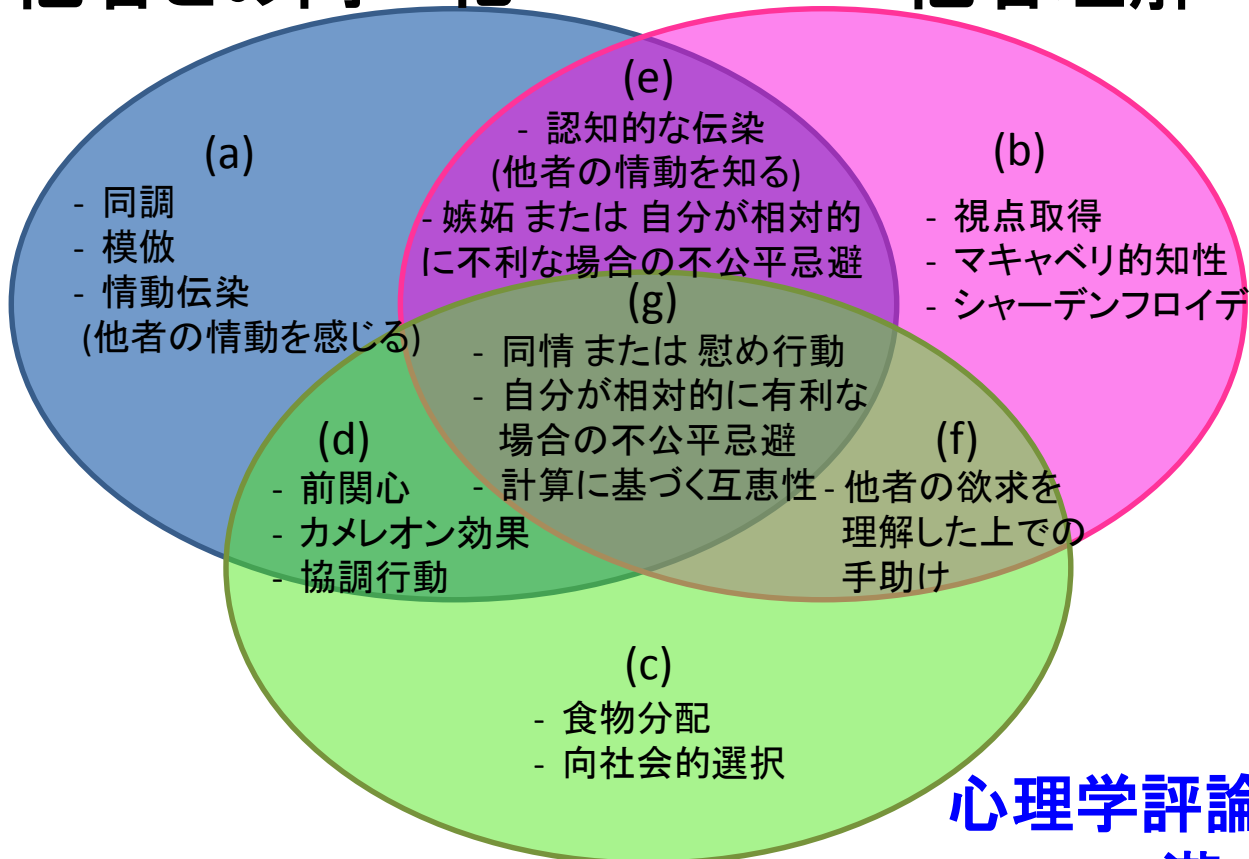 (e)
- 認知的な伝染
(他者の情動を知る)
- 嫉妬 または 自分が相対的
に不利な場合の不公平忌避
(a)
- 同調
- 模倣
- 情動伝染
(他者の情動を感じる)
(b)
- 視点取得
- マキャベリ的知性
- シャーデンフロイデ
(g)
- 同情 または 慰め行動
- 自分が相対的に有利な
場合の不公平忌避
- 計算に基づく互恵性
(d)
- 前関心
- カメレオン効果
- 協調行動
(f)
- 他者の欲求を
理解した上での
手助け
(c)
- 食物分配
- 向社会的選択
心理学評論